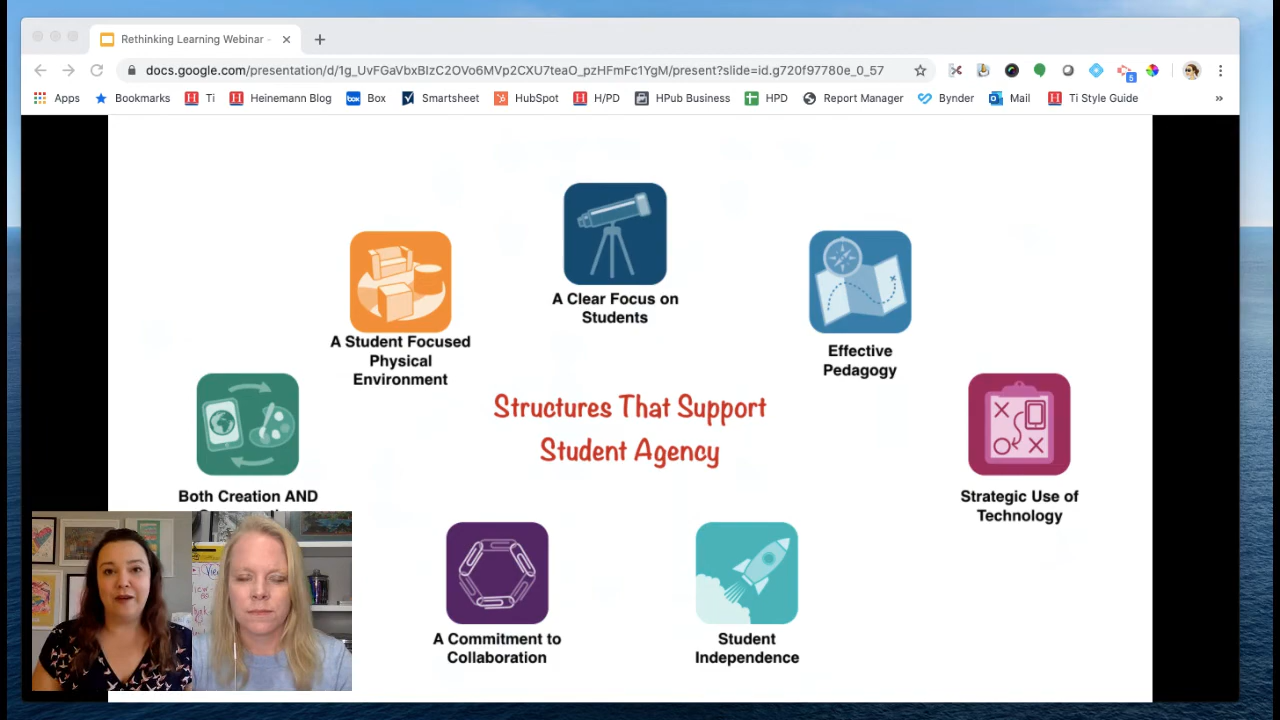 Rethinking Learning Webinar -
docs.google.com/presentation/d/1g_UvFGaVbxBIzC2OVo6MVp2CXU7teaO_pzHFmFc1YgM/present?slide=id.g720f97780e_0_57
5
Apps
Bookmarks
Ti
Heinemann Blog
Box
Smartsheet
HubSpot
H/PD
HPub Business
HPD
Report Manager
Bynder
Mail
Ti Style Guide
»
A Clear Focus on
Students
A Student Focused
Physical
Environment
Effective
Pedagogy
Structures That Support
Student Agency
Both Creation AND
Strategic Use of
Technology
A Commitment to
Collaboration
Student
Independence